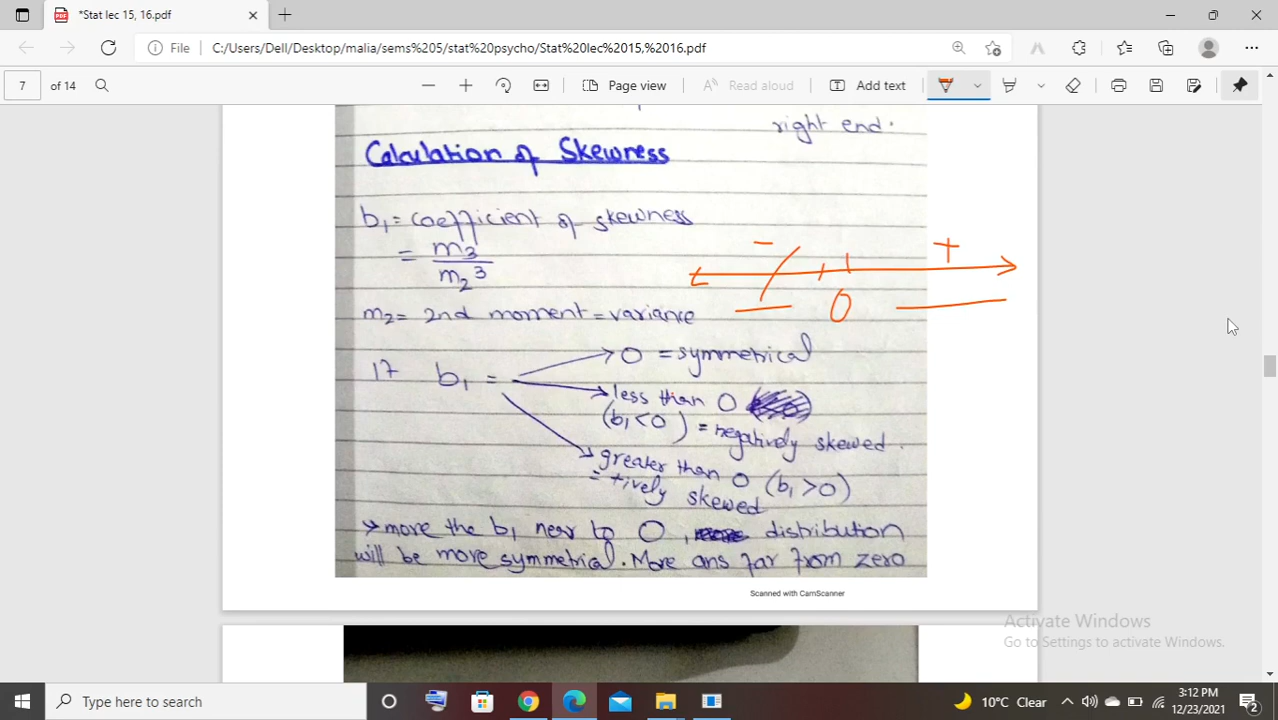 *Stat lec 15, 16.pdf
File C:/Users/Dell/Desktop/malia/sems%205/stat%20psycho/Stat%20lec%2015,%2016.pdf
7 of 14 Page view Read aloud Add text
right end.
Calculation of Skewness
b₁ = coefficient of skewness
= m₃
m₂³
- +
0
m₂ = 2nd moment = variance
17 b₁ =
0 = symmetrical
less than 0
(b₁<0) = negatively skewed.
greater than 0 (b₁>0)
= +ively skewed
→ move the b₁ near to 0, distribution
will be more symmetrical. More ans far from zero
Scanned with CamScanner
Activate Windows
Go to Settings to activate Windows.
Type here to search
10°C Clear
3:12 PM
12/23/2021
2